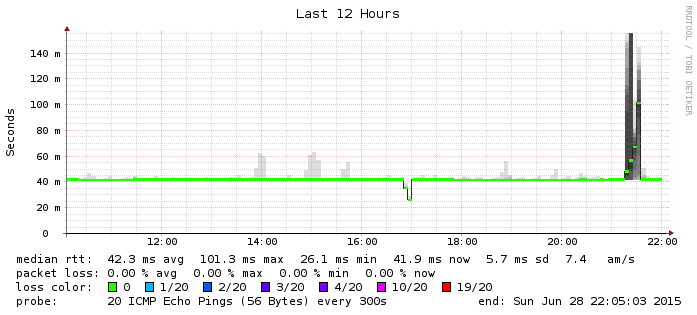 Last 12 Hours
RRDTOOL / TOBI OETIKER
Seconds
140 m
120 m
100 m
80 m
60 m
40 m
20 m
0
12:00 14:00 16:00 18:00 20:00 22:00
median rtt: 42.3 ms avg 101.3 ms max 26.1 ms min 41.9 ms now 5.7 ms sd 7.4 am/s
packet loss: 0.00 % avg 0.00 % max 0.00 % min 0.00 % now
loss color: 0 1/20 2/20 3/20 4/20 10/20 19/20
probe: 20 ICMP Echo Pings (56 Bytes) every 300s end: Sun Jun 28 22:05:03 2015